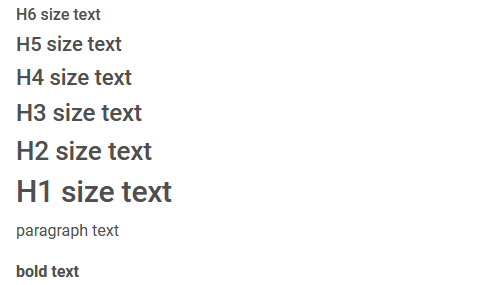 H6 size text
H5 size text
H4 size text
H3 size text
H2 size text
H1 size text
paragraph text
bold text